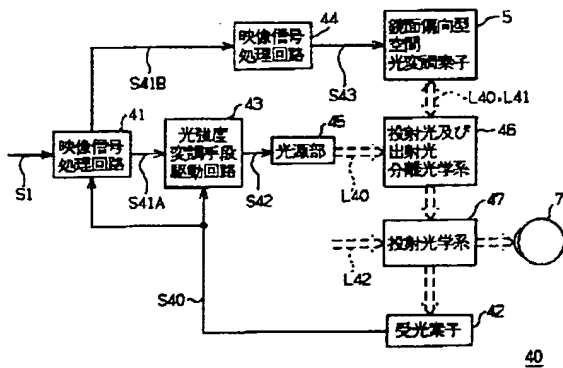 44
映像信号
処理回路
5
鏡面偏向型
空間
光変調素子
S41B
S43
L40・L41
41
映像信号
処理回路
S1
S41A
43
光強度
変調手段
駆動回路
S42
45
光源部
L40
46
投射光及び
出射光
分離光学系
47
投射光学系
L42
7
S40
受光素子
42
40